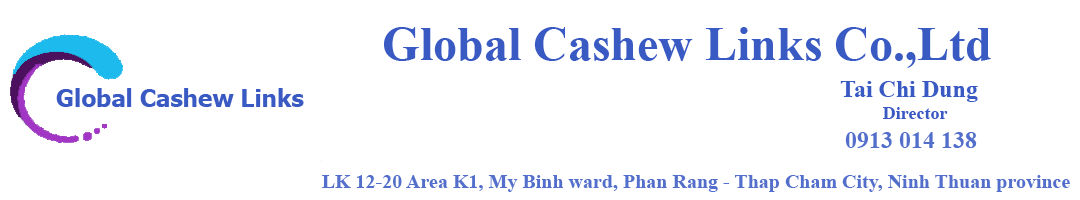 Global Cashew Links Co.,Ltd
Global Cashew Links
Tai Chi Dung
Director
0913 014 138
LK 12-20 Area K1, My Binh ward, Phan Rang - Thap Cham City, Ninh Thuan province